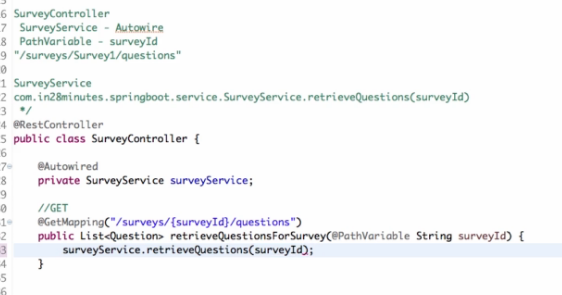 6 SurveyController
7 SurveyService - Autowire
8 PathVariable - surveyId
9 "/surveys/Survey1/questions"
0
1 SurveyService
2 com.in28minutes.springboot.service.SurveyService.retrieveQuestions(surveyId)
3 */
4 @RestController
5 public class SurveyController {
6
7 @Autowired
8 private SurveyService surveyService;
9
0 //GET
1 @GetMapping("/surveys/{surveyId}/questions")
2 public List<Question> retrieveQuestionsForSurvey(@PathVariable String surveyId) {
3 surveyService.retrieveQuestions(surveyId);
4 }
5
6